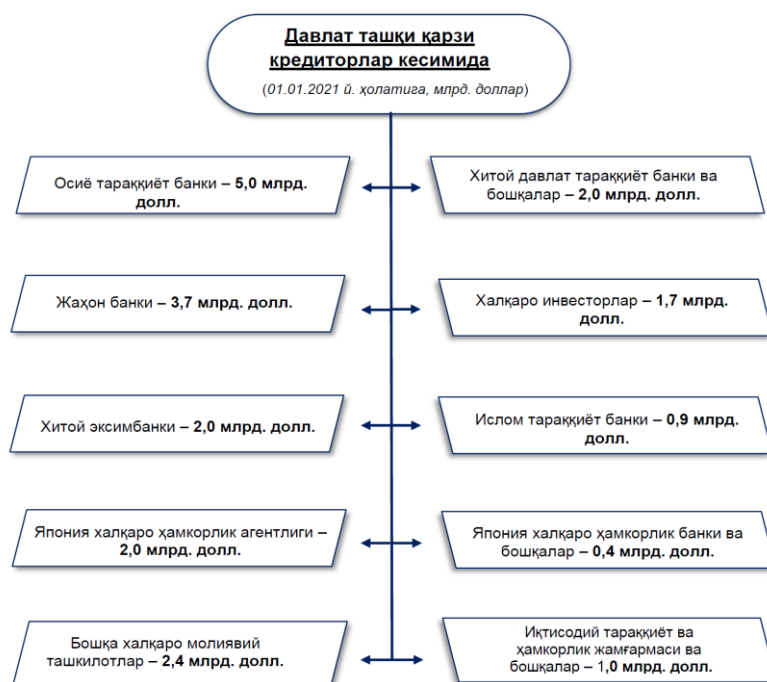 Давлат ташқи қарзи
кредиторлар кесимида
(01.01.2021 й. ҳолатига, млрд. доллар)
Осиё тараққиёт банки – 5,0 млрд.
долл.
Хитой давлат тараққиёт банки ва
бошқалар – 2,0 млрд. долл.
Жаҳон банки – 3,7 млрд. долл.
Халқаро инвесторлар – 1,7 млрд.
долл.
Хитой эксимбанки – 2,0 млрд. долл.
Ислом тараққиёт банки – 0,9 млрд.
долл.
Япония халқаро ҳамкорлик агентлиги –
2,0 млрд. долл.
Япония халқаро ҳамкорлик банки ва
бошқалар – 0,4 млрд. долл.
Бошқа халқаро молиявий
ташкилотлар – 2,4 млрд. долл.
Иқтисодий тараққиёт ва
ҳамкорлик жамғармаси ва
бошқалар – 1,0 млрд. долл.